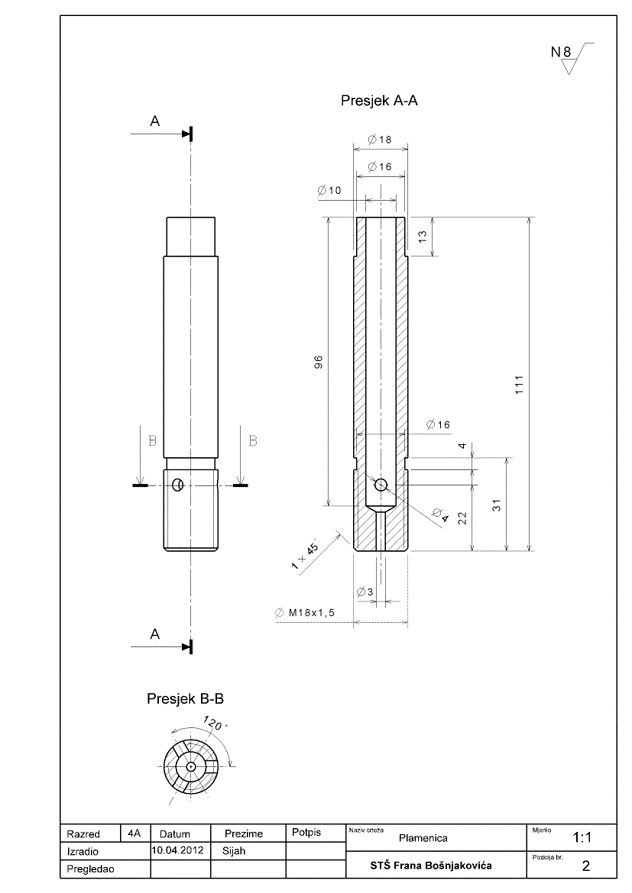 N8
Presjek A-A
A
Ø18
Ø16
Ø10
13
96
111
B B
Ø16
4
Ø4
22
31
1 × 45°
Ø3
Ø M18x1,5
A
Presjek B-B
120°
Razred 4A Datum Prezime Potpis Naziv crteža Plamenica Mjerilo 1:1
Izradio 10.04.2012 Sijah
Pregledao STŠ Frana Bošnjakovića Pozicija br. 2